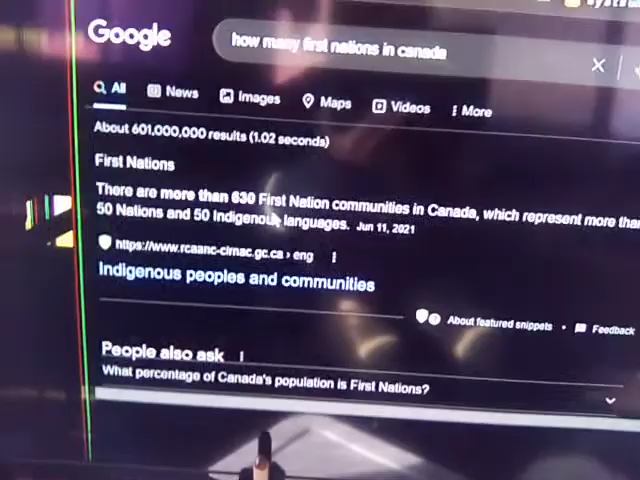 Google
how many first nations in canada
All News Images Maps Videos More
About 601,000,000 results (1.02 seconds)
First Nations
There are more than 630 First Nation communities in Canada, which represent more than
50 Nations and 50 Indigenous languages. Jun 11, 2021
https://www.rcaanc-cirnac.gc.ca › eng
Indigenous peoples and communities
About featured snippets • Feedback
People also ask
What percentage of Canada's population is First Nations?